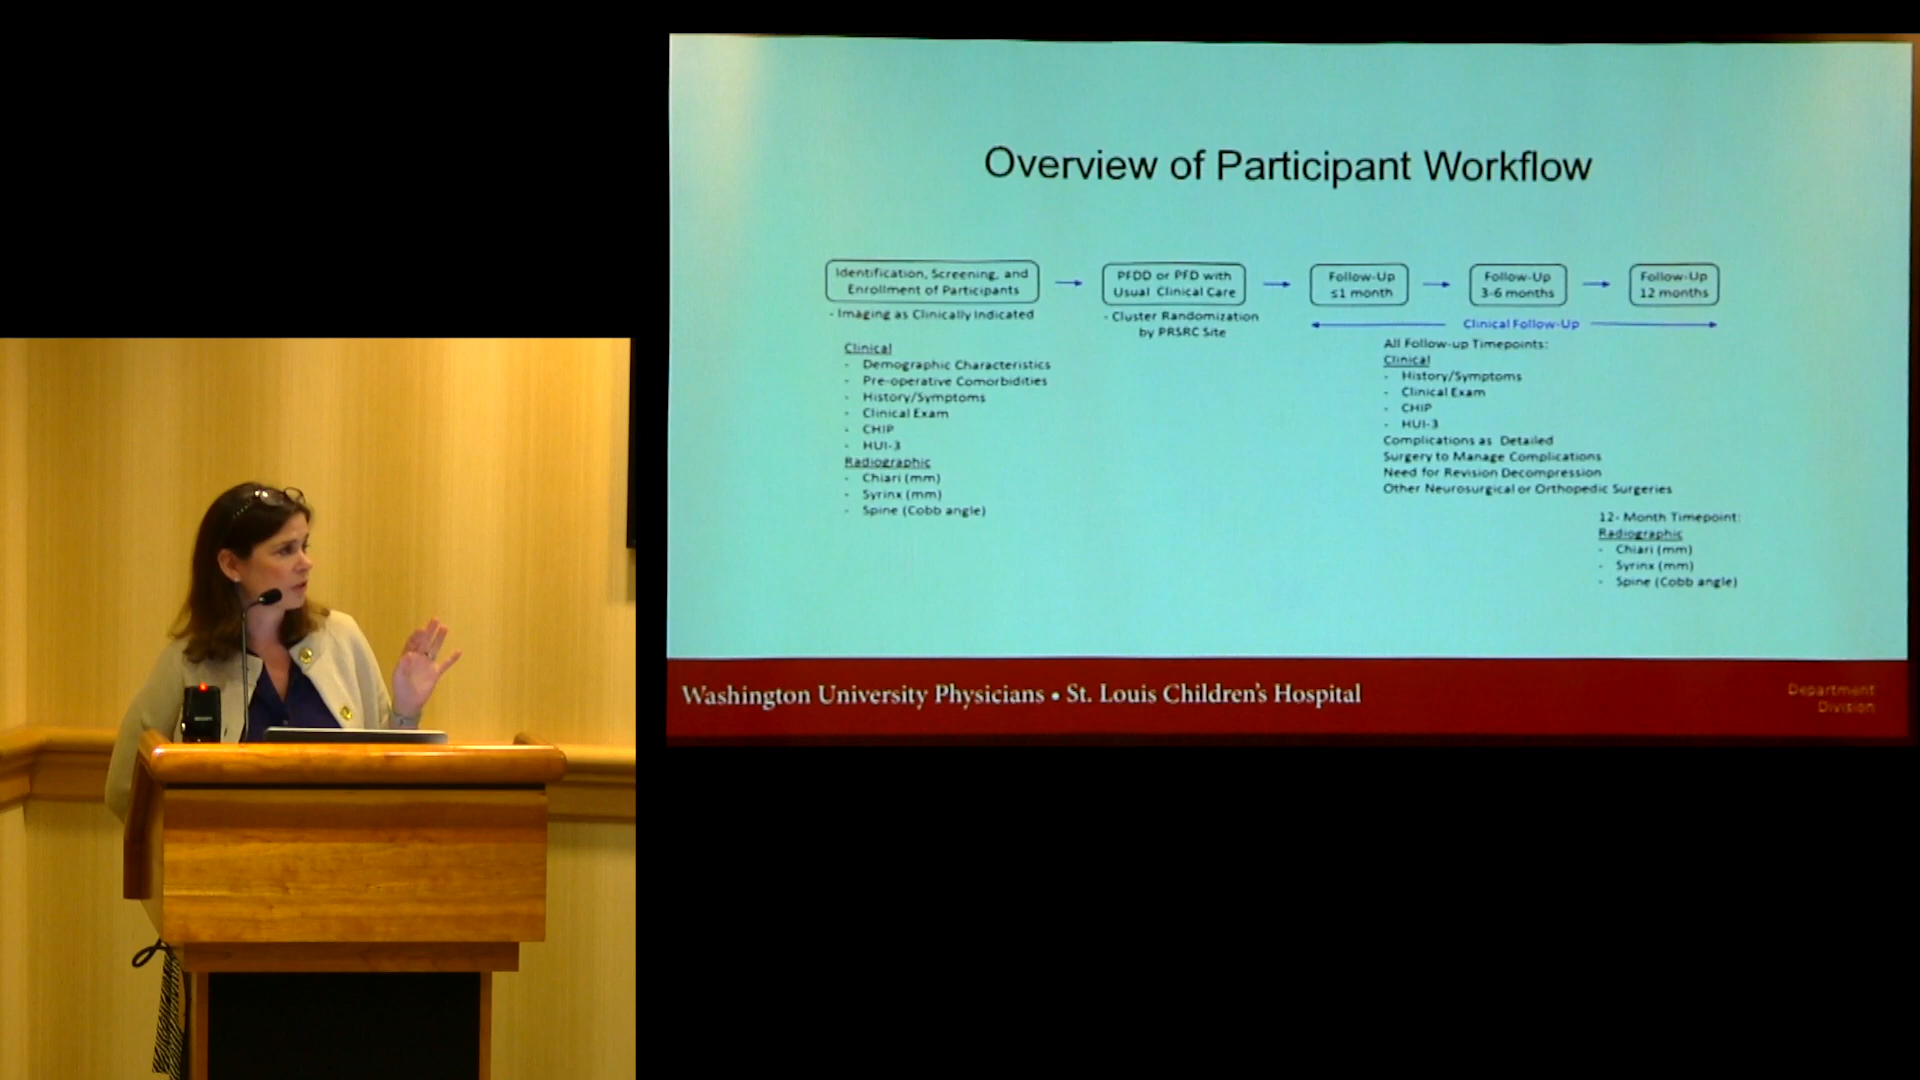 Overview of Participant Workflow
Identification, Screening, and
Enrollment of Participants
- Imaging as Clinically Indicated
Clinical
- Demographic Characteristics
- Pre-operative Comorbidities
- History/Symptoms
- Clinical Exam
- CHIP
- HUI-3
Radiographic
- Chiari (mm)
- Syrinx (mm)
- Spine (Cobb angle)
PFDD or PFD with
Usual Clinical Care
- Cluster Randomization
by PRSRC Site
Follow-Up
≤1 month
Follow-Up
3-6 months
Follow-Up
12 months
Clinical Follow-Up
All Follow-up Timepoints:
Clinical
- History/Symptoms
- Clinical Exam
- CHIP
- HUI-3
Complications as Detailed
Surgery to Manage Complications
Need for Revision Decompression
Other Neurosurgical or Orthopedic Surgeries
12- Month Timepoint:
Radiographic
- Chiari (mm)
- Syrinx (mm)
- Spine (Cobb angle)
Washington University Physicians • St. Louis Children's Hospital
Department
Division